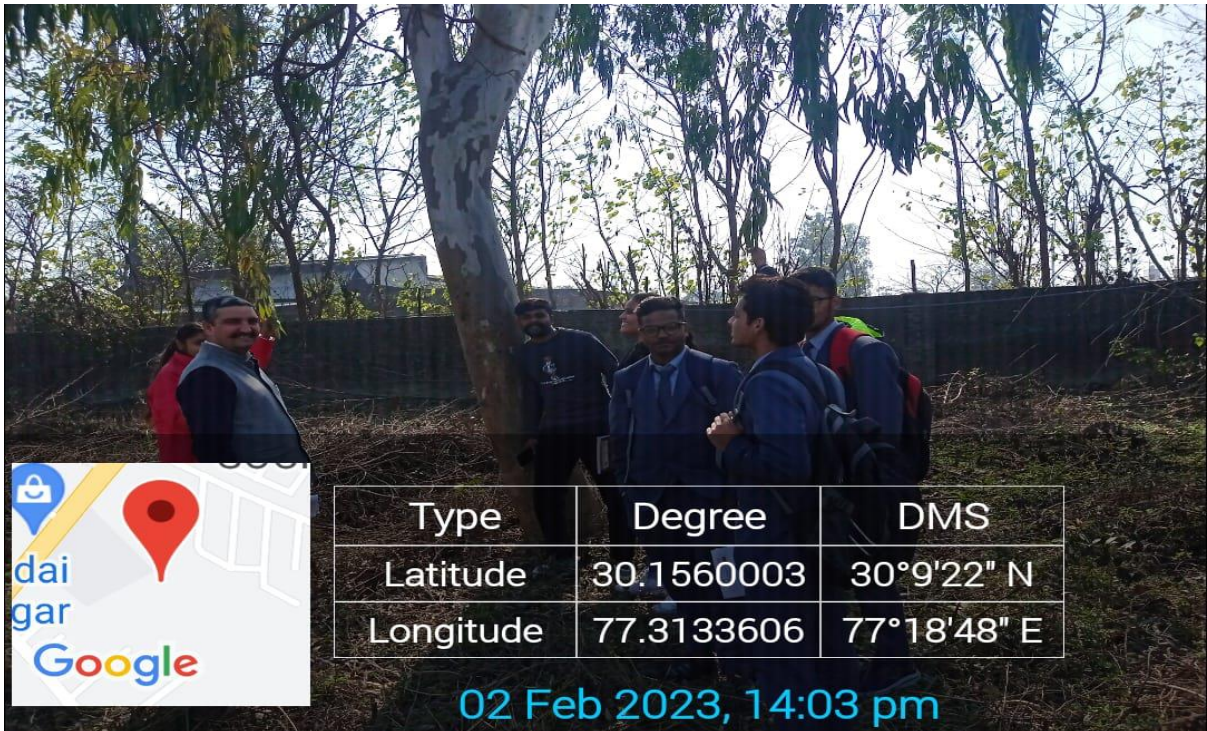 dai
gar
Google
Type Degree DMS
Latitude 30.1560003 30°9'22" N
Longitude 77.3133606 77°18'48" E
02 Feb 2023, 14:03 pm